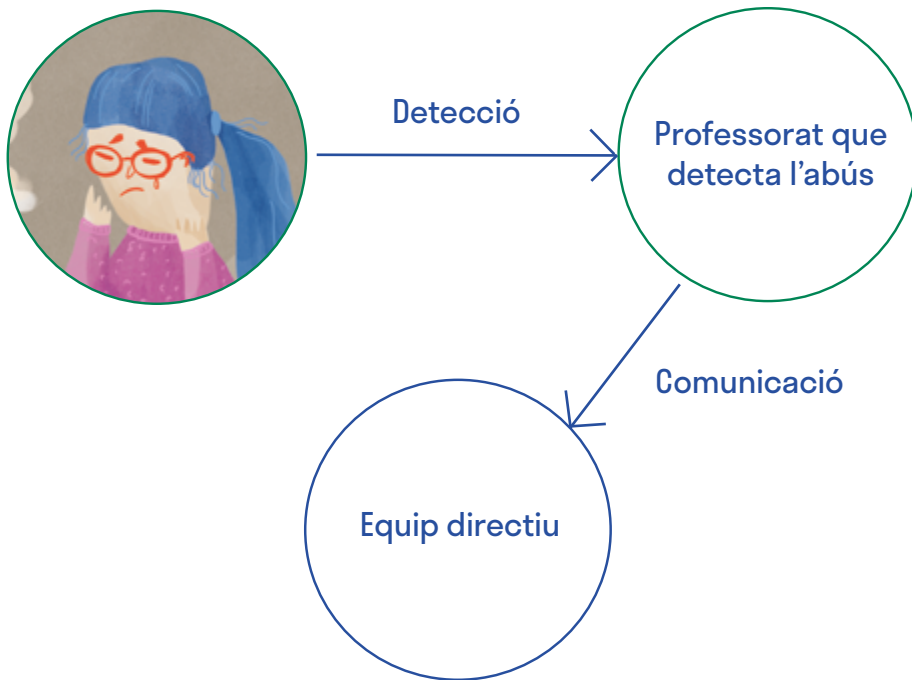 Detecció
Professorat que
detecta l'abús
Comunicació
Equip directiu